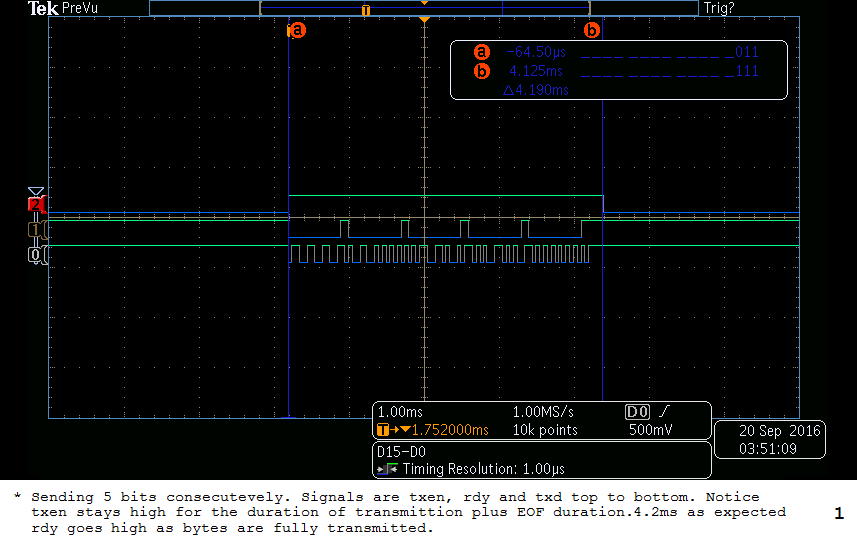 Tek PreVu
T
Trig?
a b
a -64.50µs _ _ _ _ _ _ _ _ _ _ _ _ _011
b 4.125ms _ _ _ _ _ _ _ _ _ _ _ _ _111
△4.190ms
2
1
0
1.00ms 1.00MS/s D0
T→▼1.752000ms 10k points 500mV
20 Sep 2016
03:51:09
D15-D0
Timing Resolution: 1.00µs
* Sending 5 bits consecutevely. Signals are txen, rdy and txd top to bottom. Notice
txen stays high for the duration of transmittion plus EOF duration.4.2ms as expected
rdy goes high as bytes are fully transmitted.
1